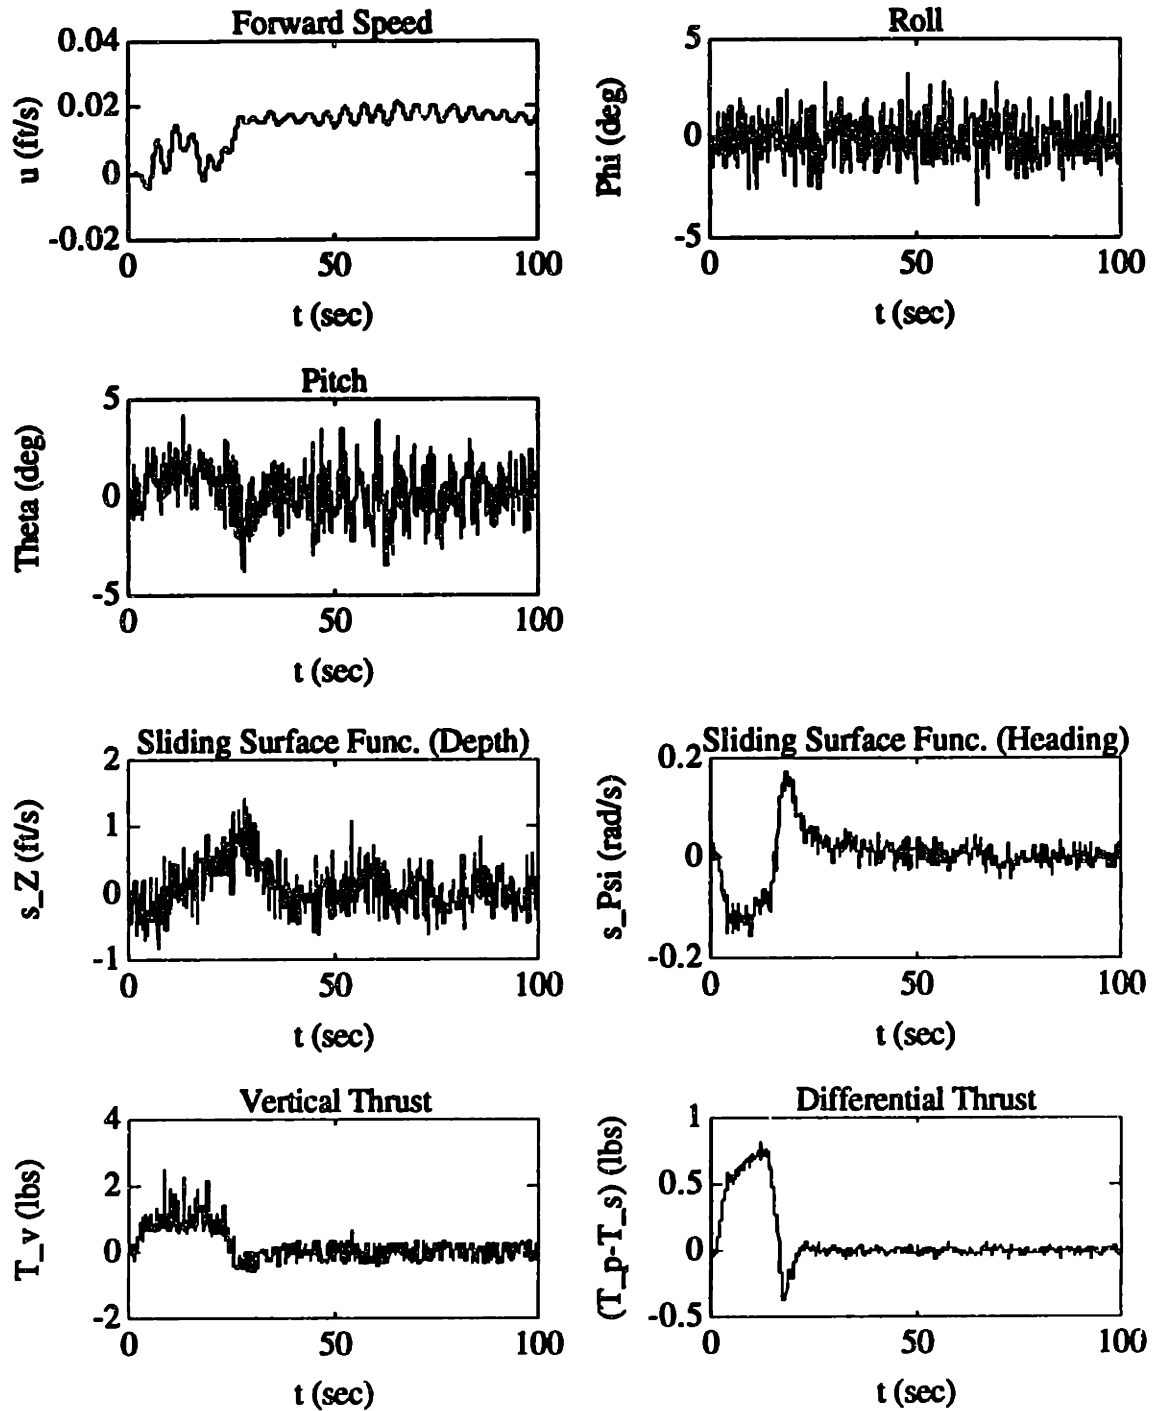 Forward Speed
0.04
0.02
0
-0.02
u (ft/s)
0 50 100
t (sec)
Roll
5
0
-5
Phi (deg)
0 50 100
t (sec)
Pitch
5
0
-5
Theta (deg)
0 50 100
t (sec)
Sliding Surface Func. (Depth)
2
1
0
-1
s_Z (ft/s)
0 50 100
t (sec)
Sliding Surface Func. (Heading)
0.2
0
-0.2
s_Psi (rad/s)
0 50 100
t (sec)
Vertical Thrust
4
2
0
-2
T_v (lbs)
0 50 100
t (sec)
Differential Thrust
1
0.5
0
-0.5
(T_p-T_s) (lbs)
0 50 100
t (sec)